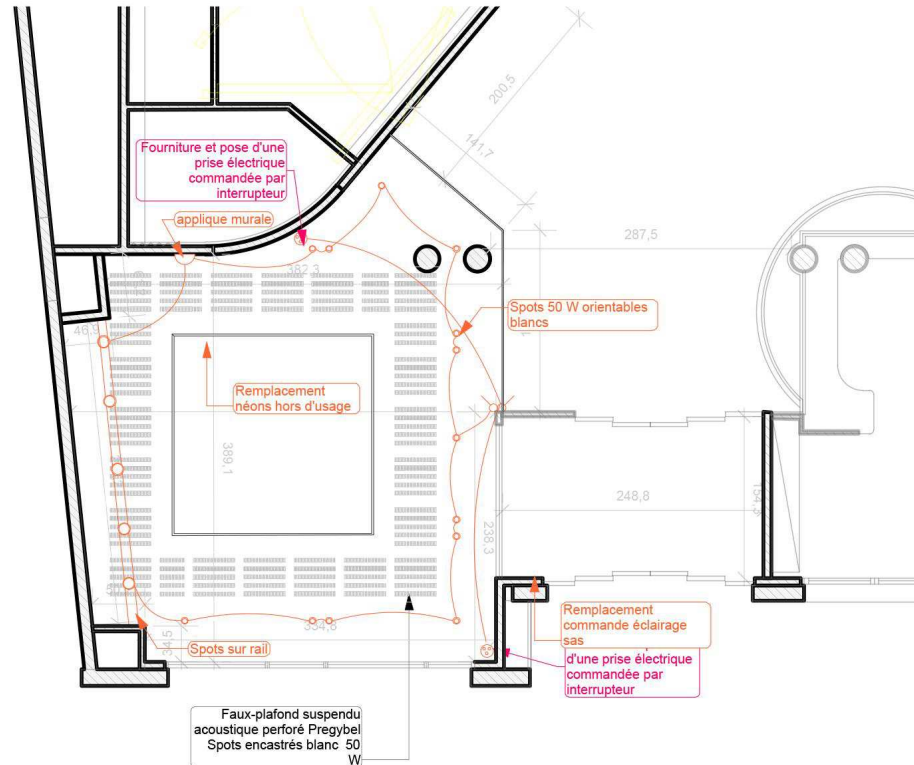 200,5
141,7
Fourniture et pose d'une
prise électrique
commandée par
interrupteur
applique murale
287,5
382,3
Spots 50 W orientables
blancs
46,9
Remplacement
néons hors d'usage
389,1
248,8
154,3
238,3
Remplacement
commande éclairage
sas
d'une prise électrique
commandée par
interrupteur
334,8
34,5
Spots sur rail
Faux-plafond suspendu
acoustique perforé Pregybel
Spots encastrés blanc 50
W